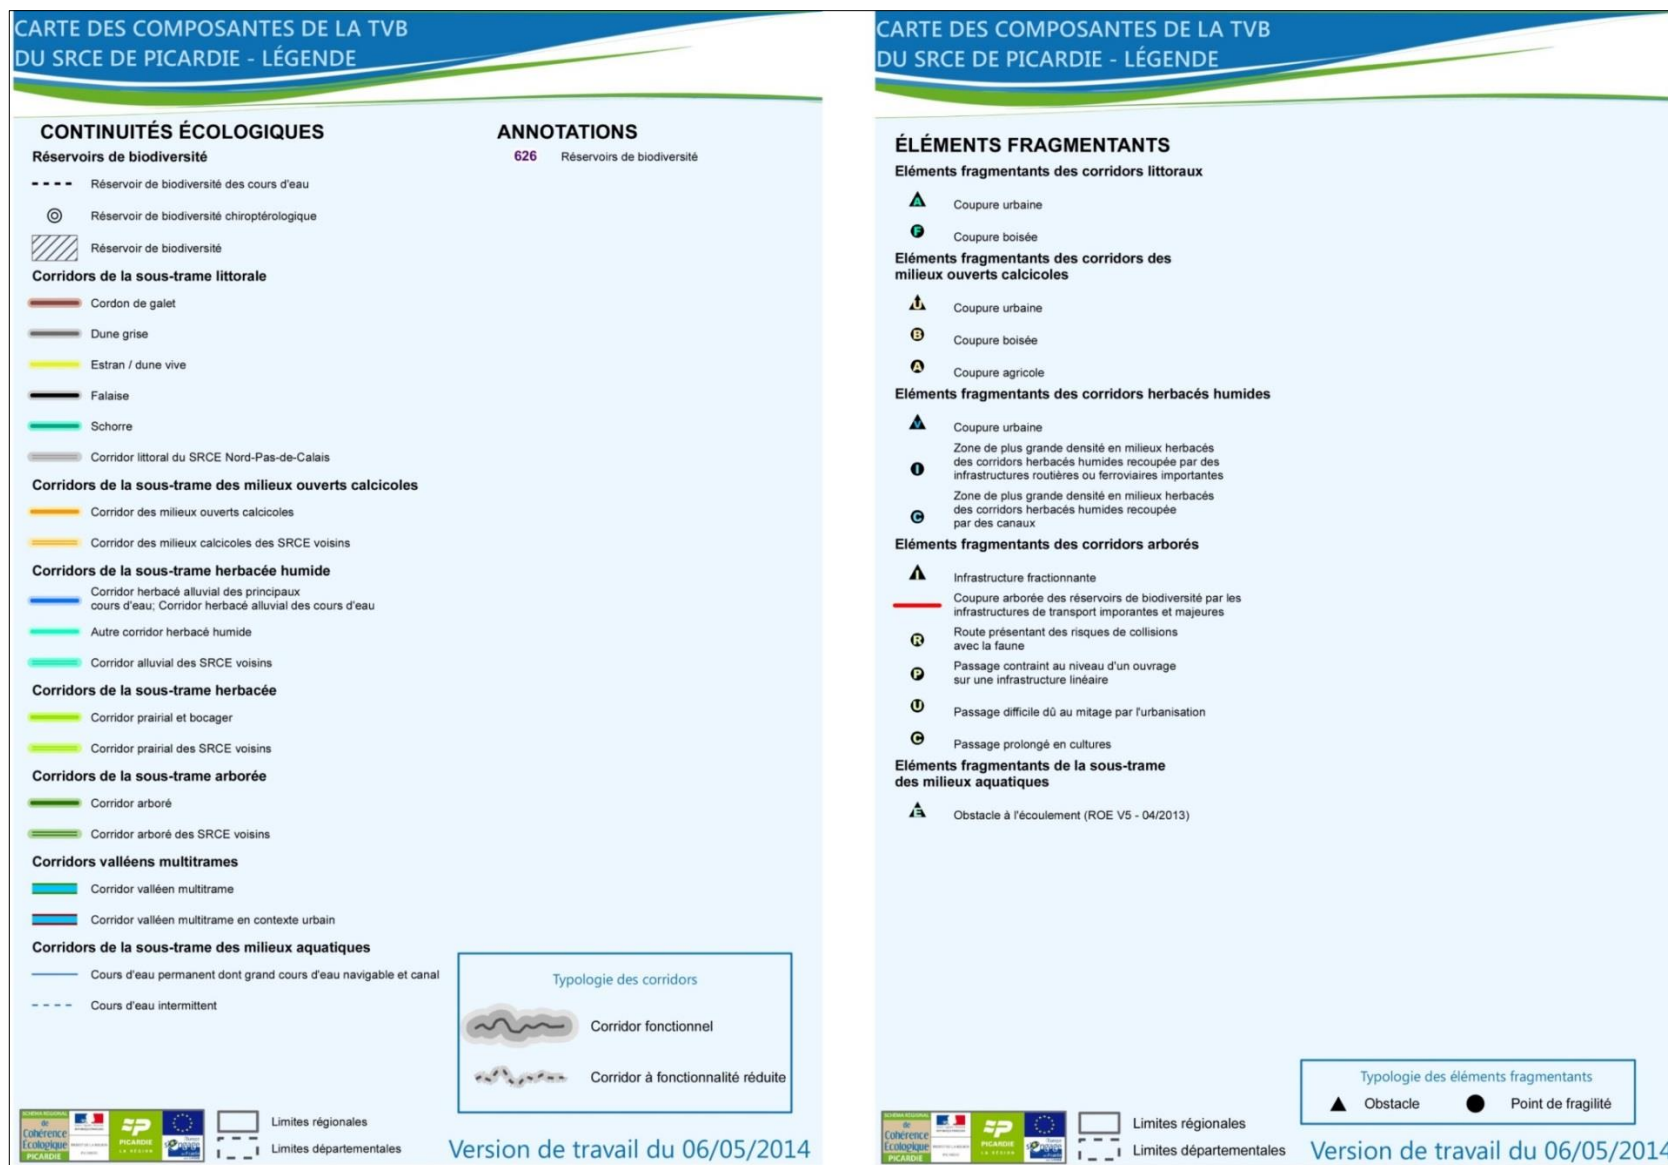 CARTE DES COMPOSANTES DE LA TVB
DU SRCE DE PICARDIE - LÉGENDE
CONTINUITÉS ÉCOLOGIQUES
Réservoirs de biodiversité
Réservoir de biodiversité des cours d'eau
Réservoir de biodiversité chiroptérologique
Réservoir de biodiversité
Corridors de la sous-trame littorale
Cordon de galet
Dune grise
Estran / dune vive
Falaise
Schorre
Corridor littoral du SRCE Nord-Pas-de-Calais
Corridors de la sous-trame des milieux ouverts calcicoles
Corridor des milieux ouverts calcicoles
Corridor des milieux calcicoles des SRCE voisins
Corridors de la sous-trame herbacée humide
Corridor herbacé alluvial des principaux
cours d'eau; Corridor herbacé alluvial des cours d'eau
Autre corridor herbacé humide
Corridor alluvial des SRCE voisins
Corridors de la sous-trame herbacée
Corridor prairial et bocager
Corridor prairial des SRCE voisins
Corridors de la sous-trame arborée
Corridor arboré
Corridor arboré des SRCE voisins
Corridors valléens multitrames
Corridor valléen multitrame
Corridor valléen multitrame en contexte urbain
Corridors de la sous-trame des milieux aquatiques
Cours d'eau permanent dont grand cours d'eau navigable et canal
Cours d'eau intermittent
ANNOTATIONS
626 Réservoirs de biodiversité
Typologie des corridors
Corridor fonctionnel
Corridor à fonctionnalité réduite
SCHÉMA RÉGIONAL
de
Cohérence
Écologique
PICARDIE
PICARDIE
LA RÉGION
Limites régionales
Limites départementales
Version de travail du 06/05/2014
CARTE DES COMPOSANTES DE LA TVB
DU SRCE DE PICARDIE - LÉGENDE
ÉLÉMENTS FRAGMENTANTS
Eléments fragmentants des corridors littoraux
A Coupure urbaine
F Coupure boisée
Eléments fragmentants des corridors des
milieux ouverts calcicoles
U Coupure urbaine
B Coupure boisée
A Coupure agricole
Eléments fragmentants des corridors herbacés humides
V Coupure urbaine
Zone de plus grande densité en milieux herbacés
I des corridors herbacés humides recoupée par des
infrastructures routières ou ferroviaires importantes
Zone de plus grande densité en milieux herbacés
des corridors herbacés humides recoupée
C par des canaux
Eléments fragmentants des corridors arborés
I Infrastructure fractionnante
Coupure arborée des réservoirs de biodiversité par les
infrastructures de transport imporantes et majeures
R Route présentant des risques de collisions
avec la faune
P Passage contraint au niveau d'un ouvrage
sur une infrastructure linéaire
U Passage difficile dû au mitage par l'urbanisation
C Passage prolongé en cultures
Eléments fragmentants de la sous-trame
des milieux aquatiques
E Obstacle à l'écoulement (ROE V5 - 04/2013)
Typologie des éléments fragmentants
Obstacle
Point de fragilité
SCHÉMA RÉGIONAL
de
Cohérence
Écologique
PICARDIE
PICARDIE
LA RÉGION
Limites régionales
Limites départementales
Version de travail du 06/05/2014